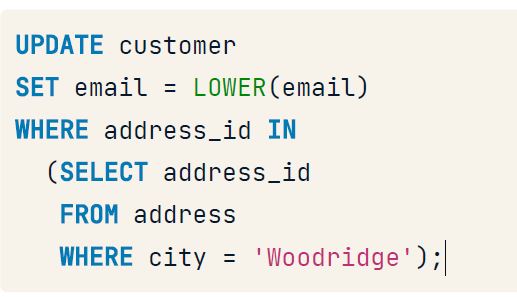 UPDATE customer
SET email = LOWER(email)
WHERE address_id IN
(SELECT address_id
FROM address
WHERE city = 'Woodridge');